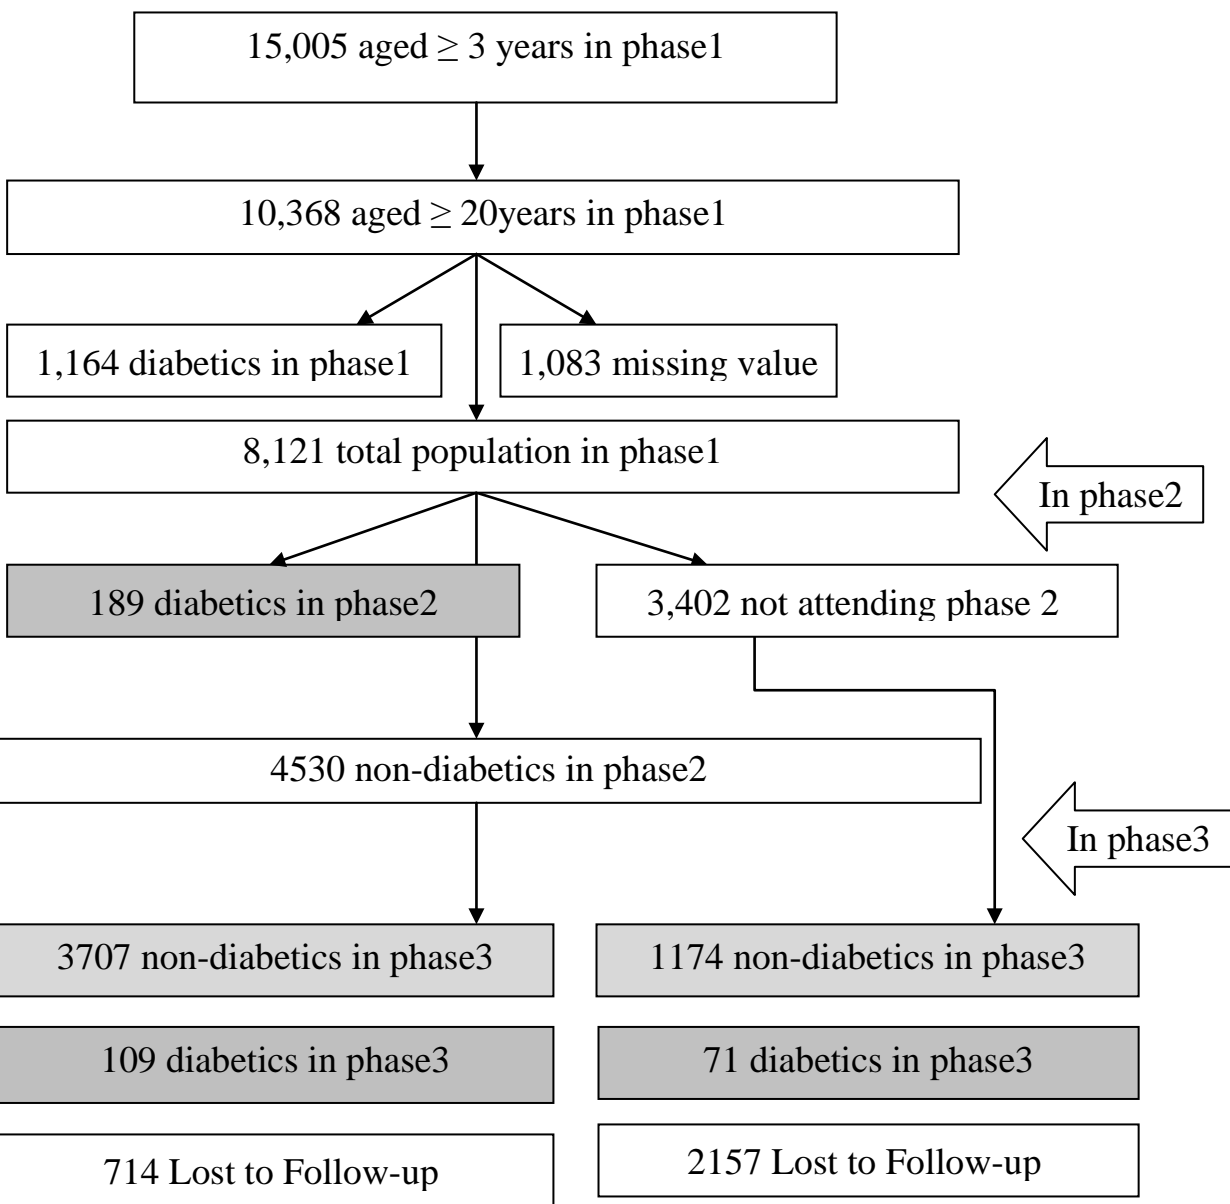 15,005 aged ≥ 3 years in phase1
10,368 aged ≥ 20years in phase1
1,164 diabetics in phase1
1,083 missing value
8,121 total population in phase1
In phase2
189 diabetics in phase2
3,402 not attending phase 2
4530 non-diabetics in phase2
In phase3
3707 non-diabetics in phase3
1174 non-diabetics in phase3
109 diabetics in phase3
71 diabetics in phase3
714 Lost to Follow-up
2157 Lost to Follow-up